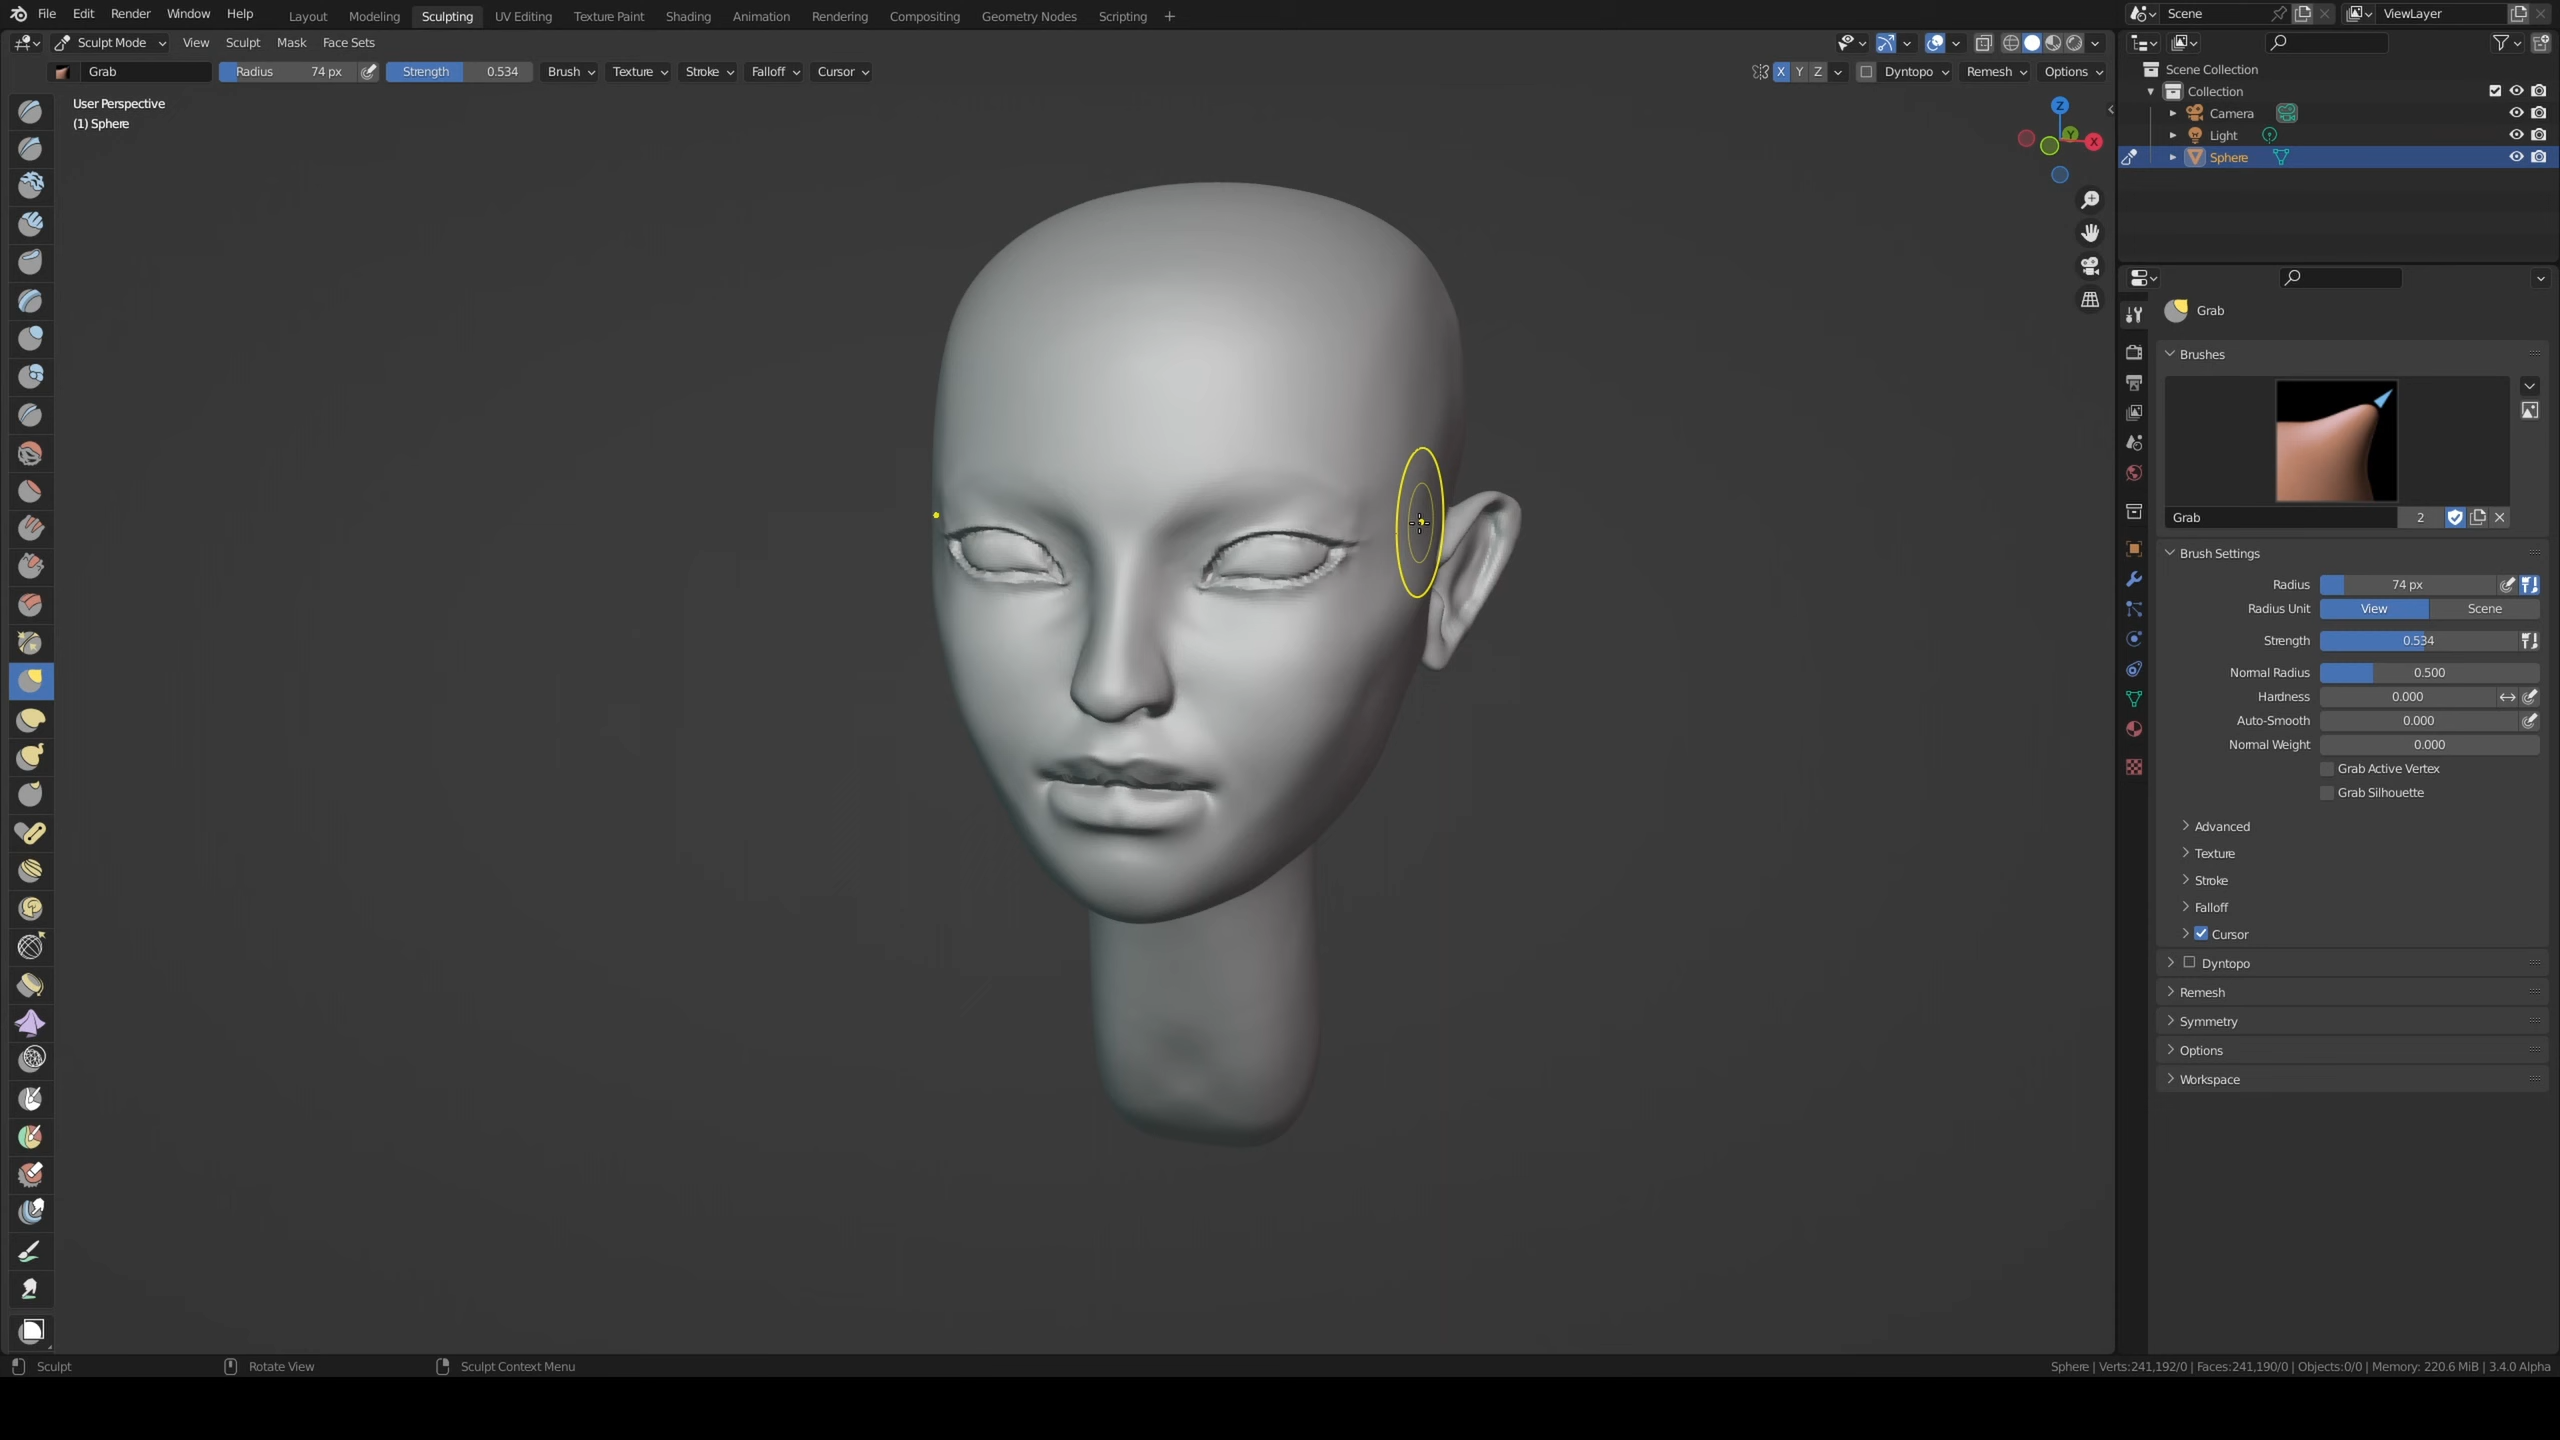 File Edit Render Window Help Layout Modeling Sculpting UV Editing Texture Paint Shading Animation Rendering Compositing Geometry Nodes Scripting + Scene ViewLayer
Sculpt Mode View Sculpt Mask Face Sets
Grab Radius 74 px Strength 0.534 Brush Texture Stroke Falloff Cursor X Y Z Dyntopo Remesh Options
User Perspective
(1) Sphere
Z
Y
X
Scene Collection
Collection
Camera
Light
Sphere
Grab
Brushes
Grab 2
Brush Settings
Radius 74 px
Radius Unit View Scene
Strength 0.534
Normal Radius 0.500
Hardness 0.000
Auto-Smooth 0.000
Normal Weight 0.000
Grab Active Vertex
Grab Silhouette
Advanced
Texture
Stroke
Falloff
Cursor
Dyntopo
Remesh
Symmetry
Options
Workspace
Sculpt Rotate View Sculpt Context Menu Sphere | Verts:241,192/0 | Faces:241,190/0 | Objects:0/0 | Memory: 220.6 MiB | 3.4.0 Alpha